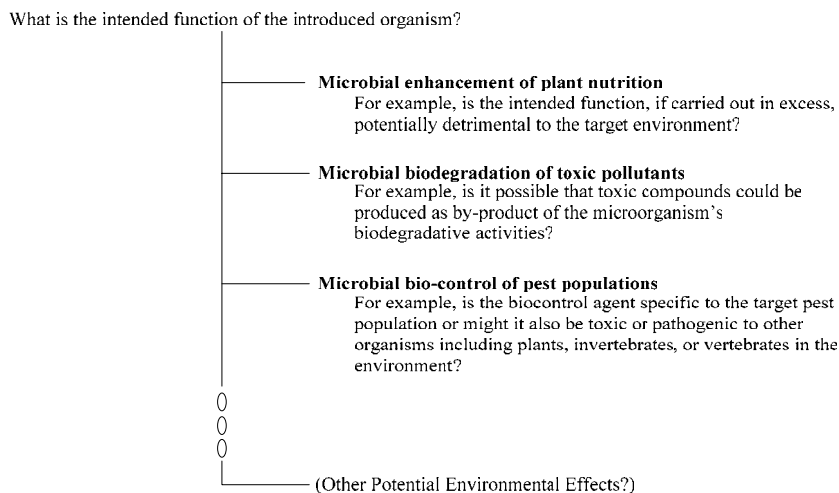 What is the intended function of the introduced organism?
Microbial enhancement of plant nutrition
For example, is the intended function, if carried out in excess,
potentially detrimental to the target environment?
Microbial biodegradation of toxic pollutants
For example, is it possible that toxic compounds could be
produced as by-product of the microorganism's
biodegradative activities?
Microbial bio-control of pest populations
For example, is the biocontrol agent specific to the target pest
population or might it also be toxic or pathogenic to other
organisms including plants, invertebrates, or vertebrates in the
environment?
(Other Potential Environmental Effects?)